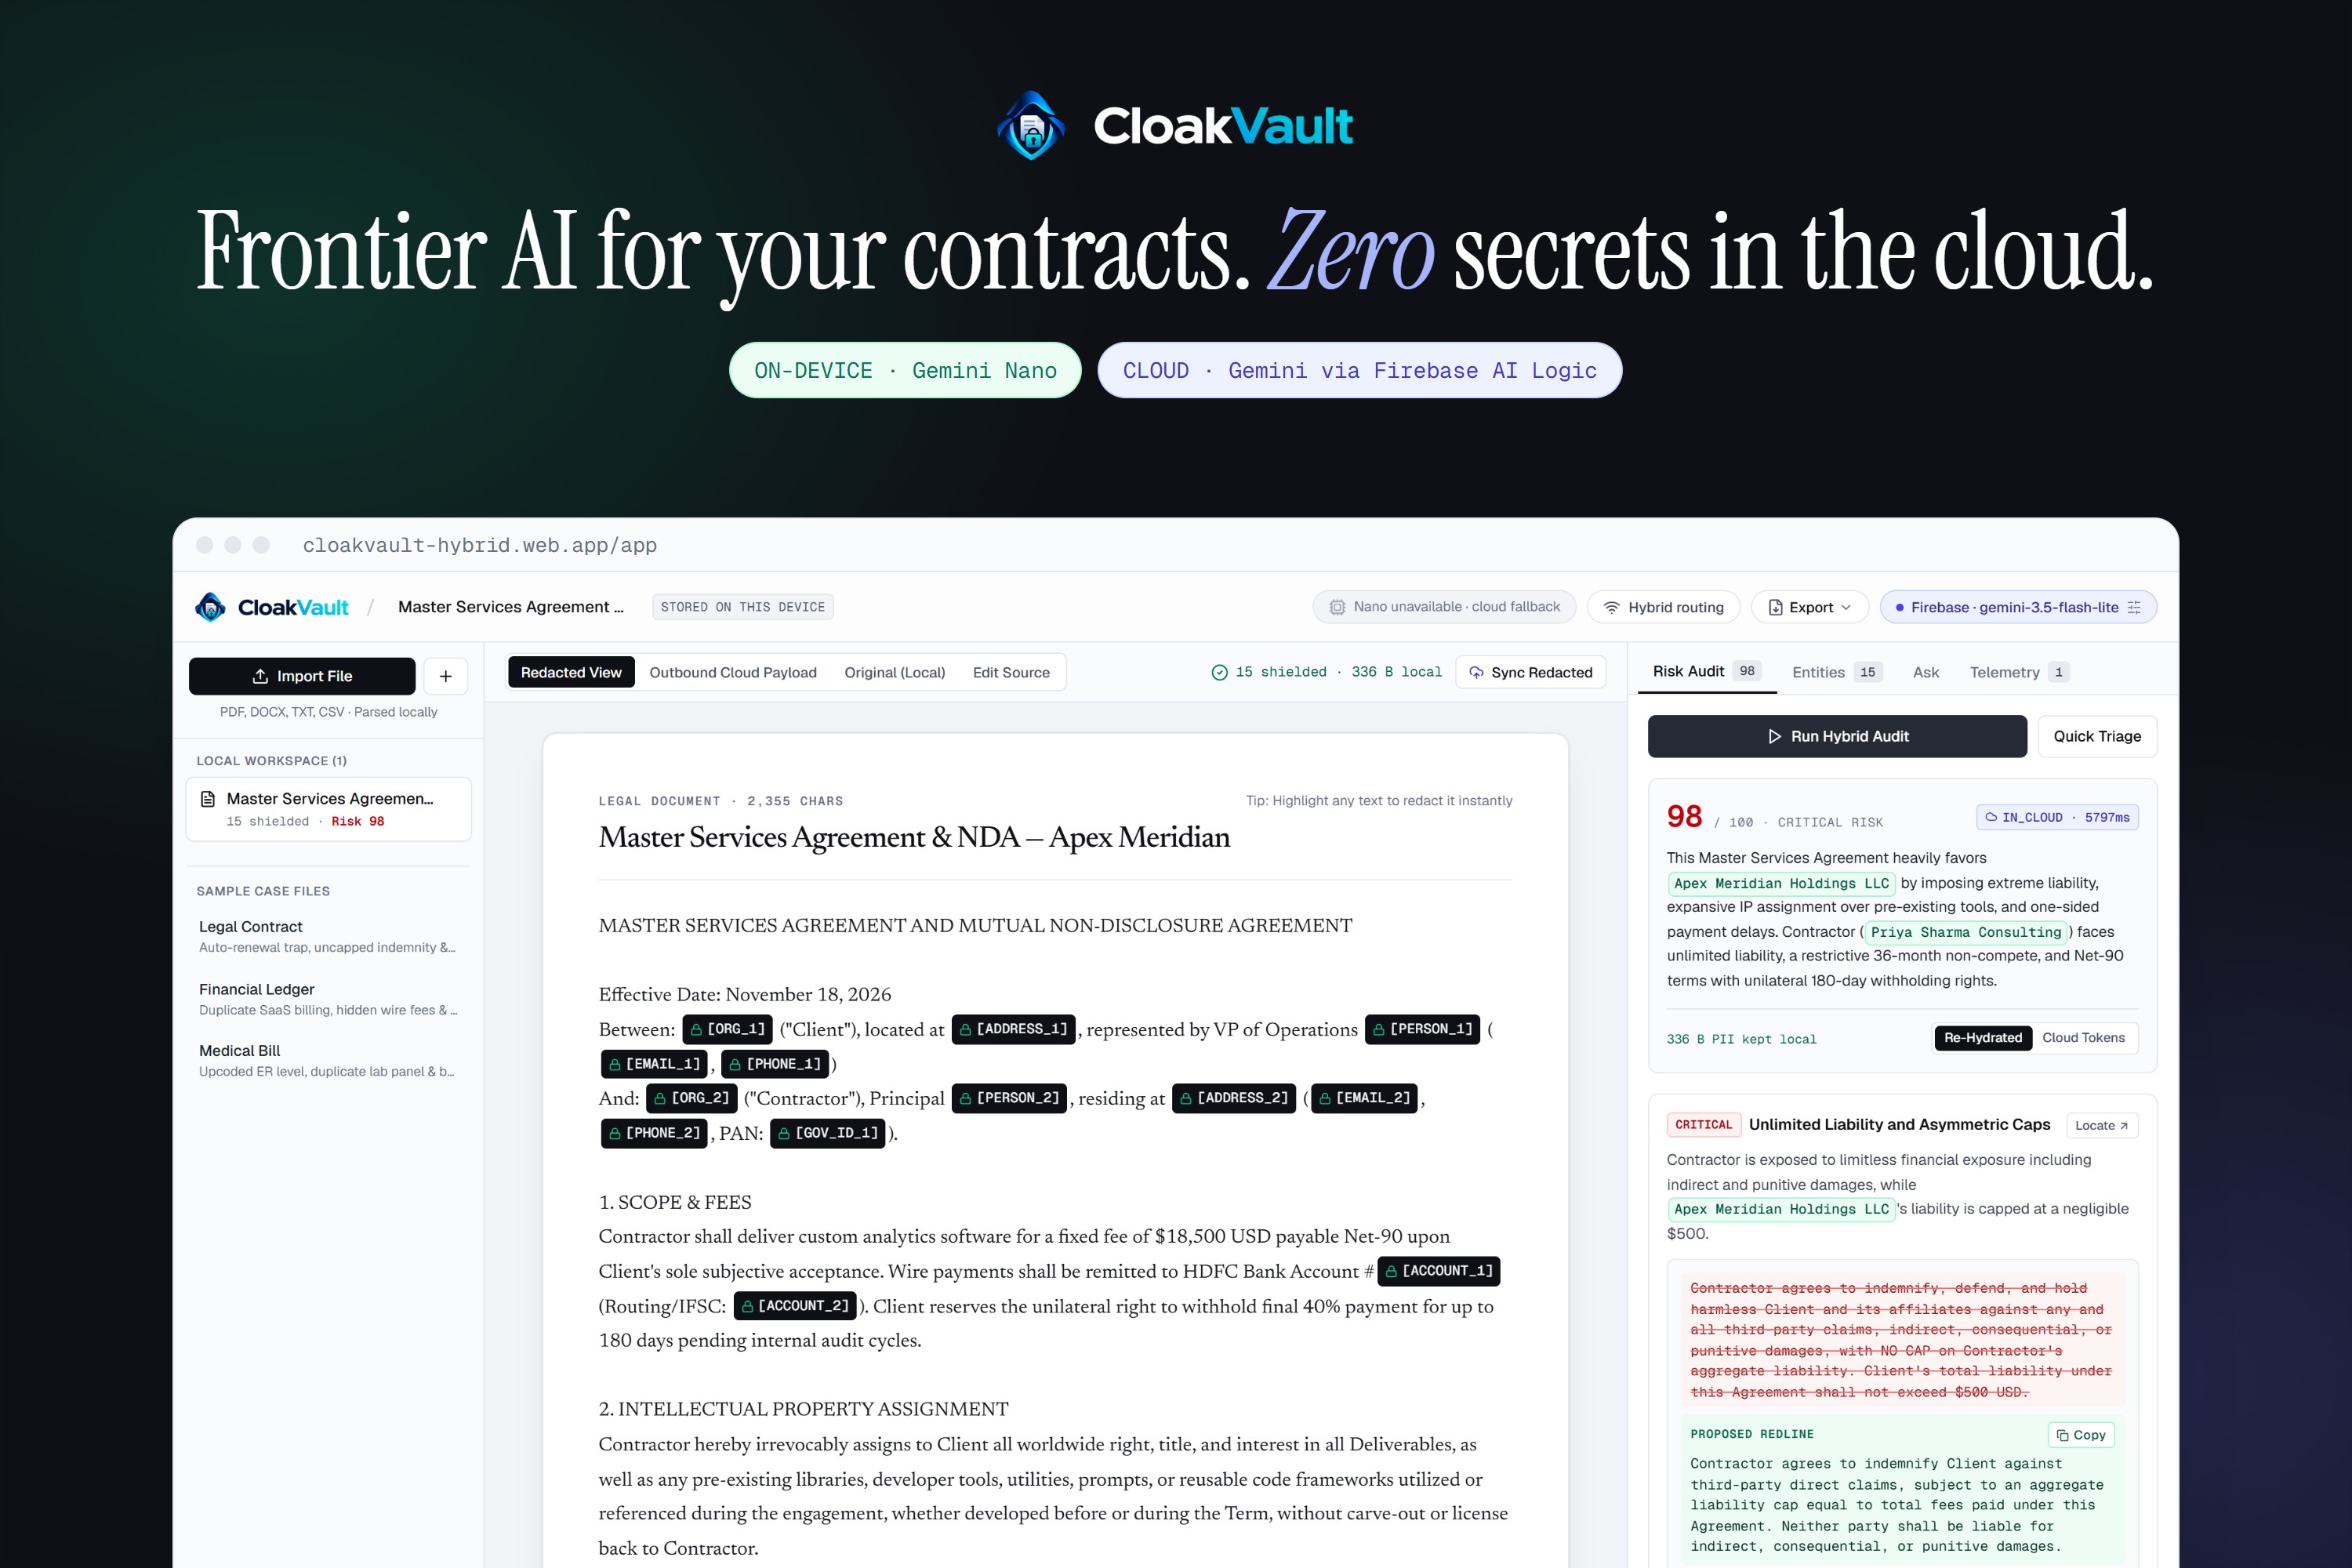 CloakVault
Frontier AI for your contracts. Zero secrets in the cloud.
ON-DEVICE · Gemini Nano
CLOUD · Gemini via Firebase AI Logic
cloakvault-hybrid.web.app/app
CloakVault / Master Services Agreement ... STORED ON THIS DEVICE
Nano unavailable · cloud fallback
Hybrid routing
Export
Firebase · gemini-3.5-flash-lite
Import File
+
PDF, DOCX, TXT, CSV · Parsed locally
LOCAL WORKSPACE (1)
Master Services Agreemen...
15 shielded · Risk 98
SAMPLE CASE FILES
Legal Contract
Auto-renewal trap, uncapped indemnity &...
Financial Ledger
Duplicate SaaS billing, hidden wire fees & ...
Medical Bill
Upcoded ER level, duplicate lab panel & b...
Redacted View
Outbound Cloud Payload
Original (Local)
Edit Source
15 shielded · 336 B local
Sync Redacted
LEGAL DOCUMENT · 2,355 CHARS
Tip: Highlight any text to redact it instantly
Master Services Agreement & NDA — Apex Meridian
MASTER SERVICES AGREEMENT AND MUTUAL NON-DISCLOSURE AGREEMENT
Effective Date: November 18, 2026
Between: [ORG_1] ("Client"), located at [ADDRESS_1], represented by VP of Operations [PERSON_1] (
[EMAIL_1], [PHONE_1])
And: [ORG_2] ("Contractor"), Principal [PERSON_2], residing at [ADDRESS_2] ([EMAIL_2],
[PHONE_2], PAN: [GOV_ID_1]).
1. SCOPE & FEES
Contractor shall deliver custom analytics software for a fixed fee of $18,500 USD payable Net-90 upon
Client's sole subjective acceptance. Wire payments shall be remitted to HDFC Bank Account #[ACCOUNT_1]
(Routing/IFSC: [ACCOUNT_2]). Client reserves the unilateral right to withhold final 40% payment for up to
180 days pending internal audit cycles.
2. INTELLECTUAL PROPERTY ASSIGNMENT
Contractor hereby irrevocably assigns to Client all worldwide right, title, and interest in all Deliverables, as
well as any pre-existing libraries, developer tools, utilities, prompts, or reusable code frameworks utilized or
referenced during the engagement, whether developed before or during the Term, without carve-out or license
back to Contractor.
Risk Audit 98
Entities 15
Ask
Telemetry 1
Run Hybrid Audit
Quick Triage
98 / 100 · CRITICAL RISK
IN_CLOUD · 5797ms
This Master Services Agreement heavily favors
Apex Meridian Holdings LLC by imposing extreme liability,
expansive IP assignment over pre-existing tools, and one-sided
payment delays. Contractor (Priya Sharma Consulting) faces
unlimited liability, a restrictive 36-month non-compete, and Net-90
terms with unilateral 180-day withholding rights.
336 B PII kept local
Re-Hydrated
Cloud Tokens
CRITICAL Unlimited Liability and Asymmetric Caps
Locate
Contractor is exposed to limitless financial exposure including
indirect and punitive damages, while
Apex Meridian Holdings LLC's liability is capped at a negligible
$500.
Contractor agrees to indemnify, defend, and hold
harmless Client and its affiliates against any and
all third-party claims, indirect, consequential, or
punitive damages, with NO CAP on Contractor's
aggregate liability. Client's total liability under
this Agreement shall not exceed $500 USD.
PROPOSED REDLINE
Copy
Contractor agrees to indemnify Client against
third-party direct claims, subject to an aggregate
liability cap equal to total fees paid under this
Agreement. Neither party shall be liable for
indirect, consequential, or punitive damages.